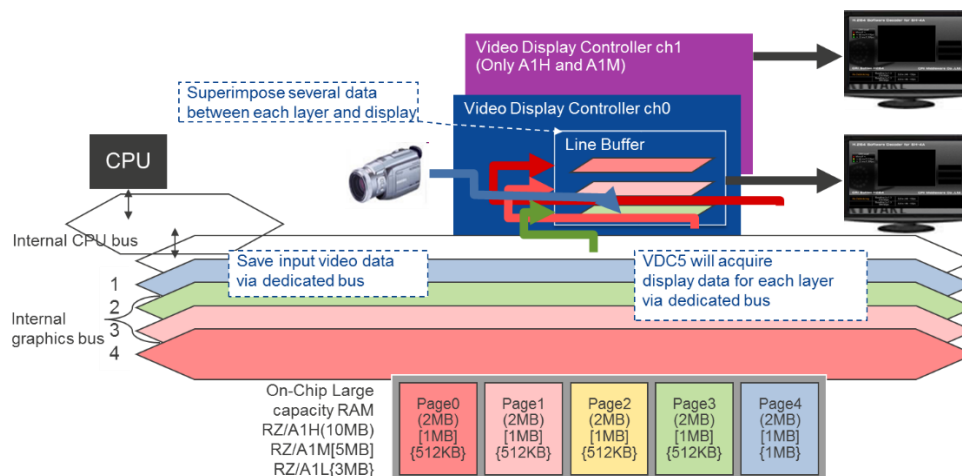 Video Display Controller ch1
(Only A1H and A1M)
Superimpose several data
between each layer and display
Video Display Controller ch0
Line Buffer
CPU
Internal CPU bus
Save input video data
via dedicated bus
VDC5 will acquire
display data for each layer
via dedicated bus
1
2
Internal
graphics bus
3
4
On-Chip Large
capacity RAM
RZ/A1H(10MB)
RZ/A1M[5MB]
RZ/A1L{3MB}
Page0
(2MB)
[1MB]
{512KB}
Page1
(2MB)
[1MB]
{512KB}
Page2
(2MB)
[1MB]
{512KB}
Page3
(2MB)
[1MB]
{512KB}
Page4
(2MB)
[1MB]
{1MB}